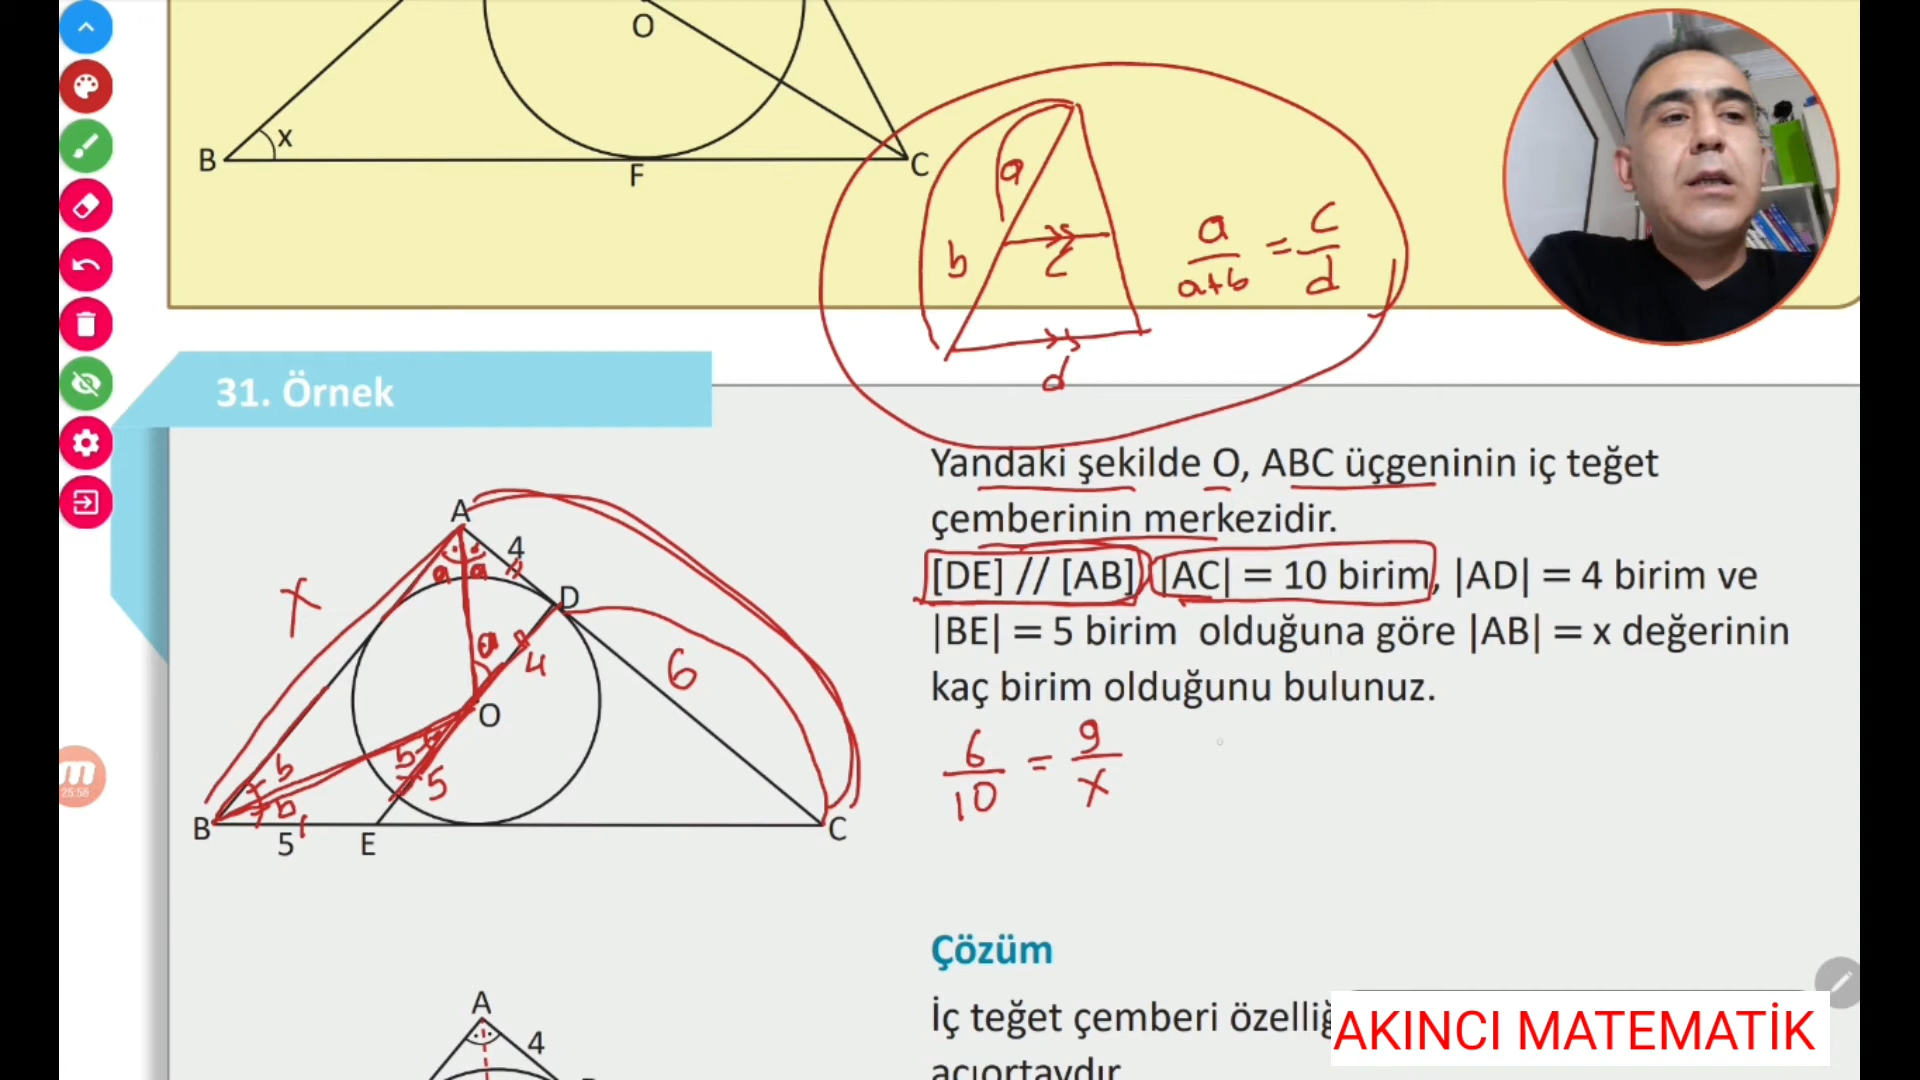 O
B
x
F
C
a
b
c
d
a/(a+b) = c/d
31. Örnek
Yandaki şekilde O, ABC üçgeninin iç teğet
çemberinin merkezidir.
[DE] // [AB], |AC| = 10 birim, |AD| = 4 birim ve
|BE| = 5 birim olduğuna göre |AB| = x değerinin
kaç birim olduğunu bulunuz.
6/10 = 9/x
A
4
a a
D
x
a
4
6
O
b
b
b
5
B
5
E
C
Çözüm
İç teğet çemberi
açıortaydır.
A
4
m
25:58
AKINCI MATEMATİK